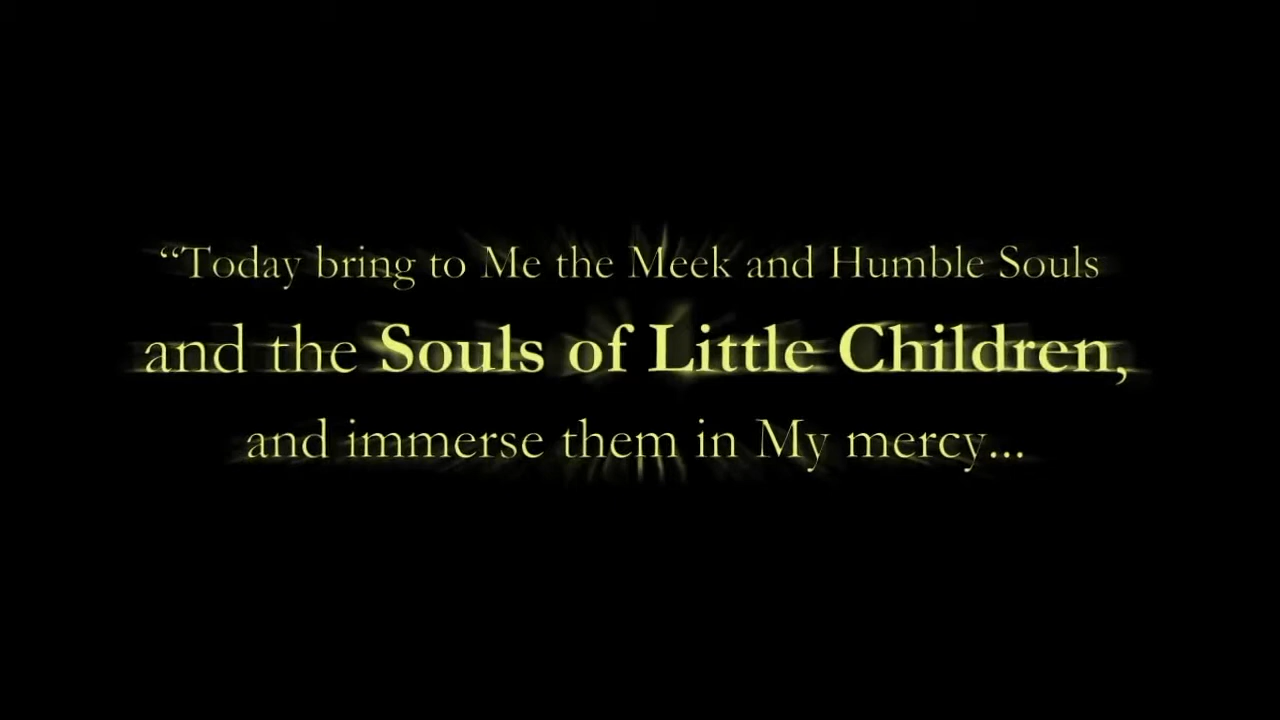 “Today bring to Me the Meek and Humble Souls
and the Souls of Little Children,
and immerse them in My mercy...